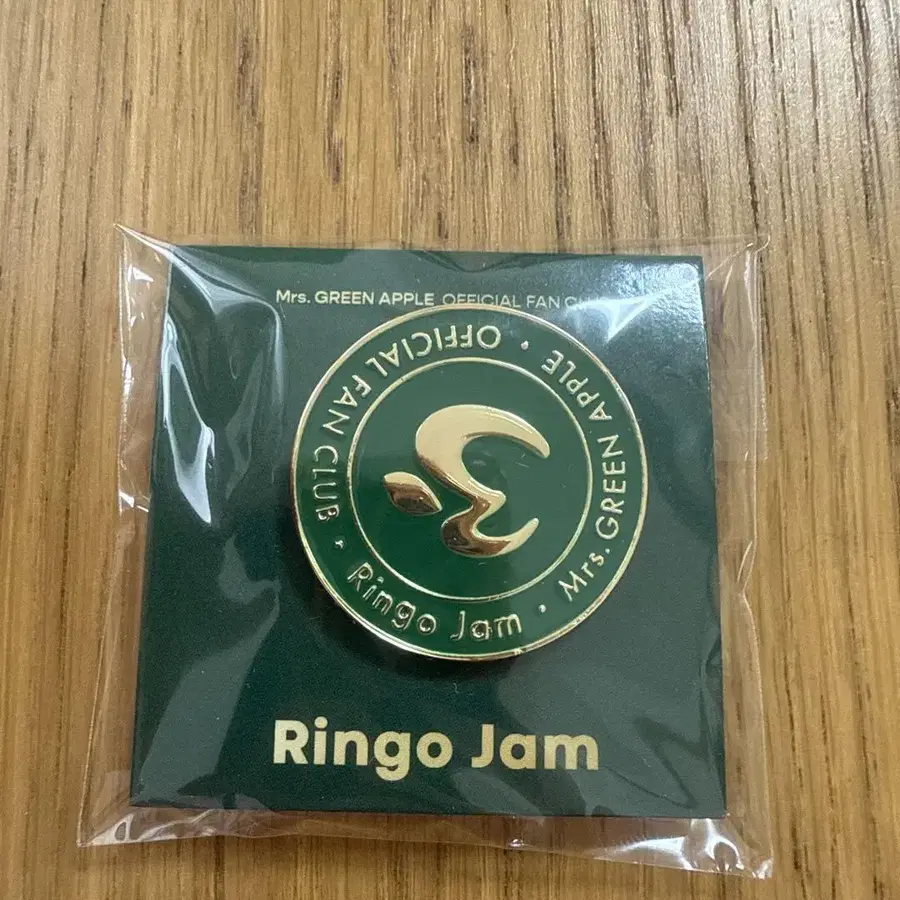 Mrs. GREEN APPLE OFFICIAL FAN CLUB
Mrs. GREEN APPLE · OFFICIAL FAN CLUB · Ringo Jam ·
Ringo Jam